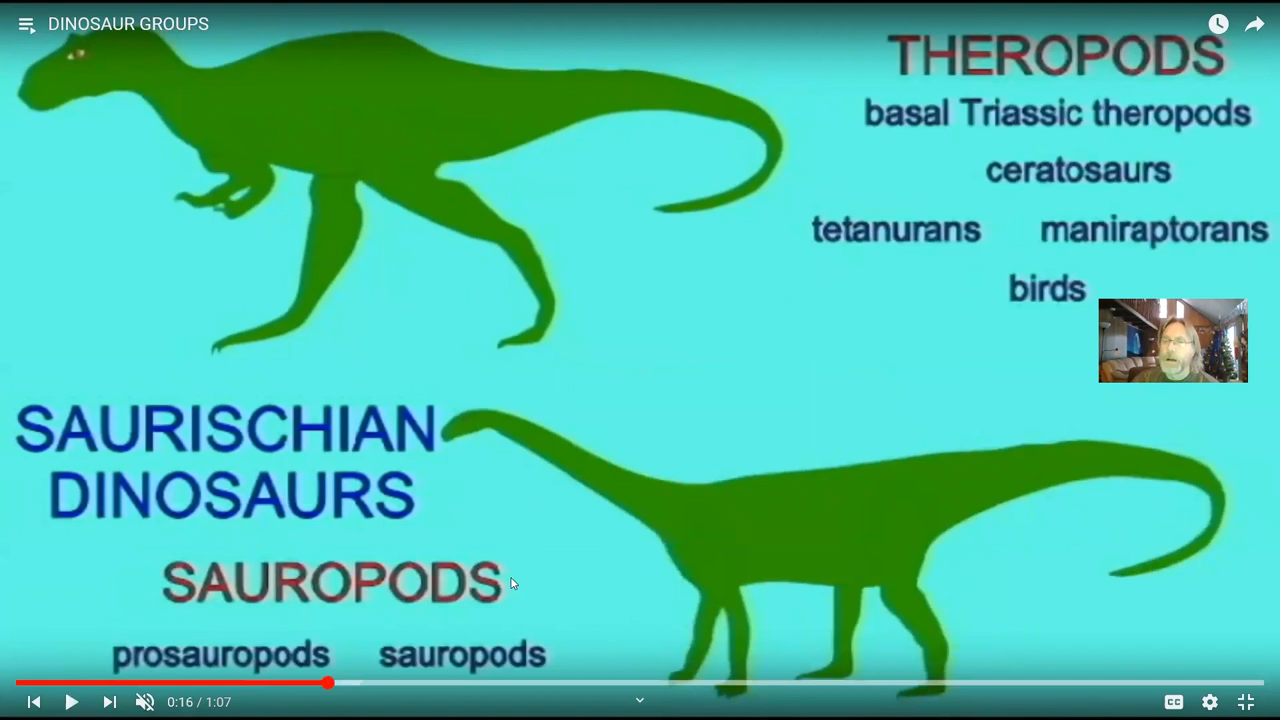 DINOSAUR GROUPS
THEROPODS
basal Triassic theropods
ceratosaurs
tetanurans maniraptorans
birds
SAURISCHIAN
DINOSAURS
SAUROPODS
prosauropods sauropods
0:16 / 1:07
CC